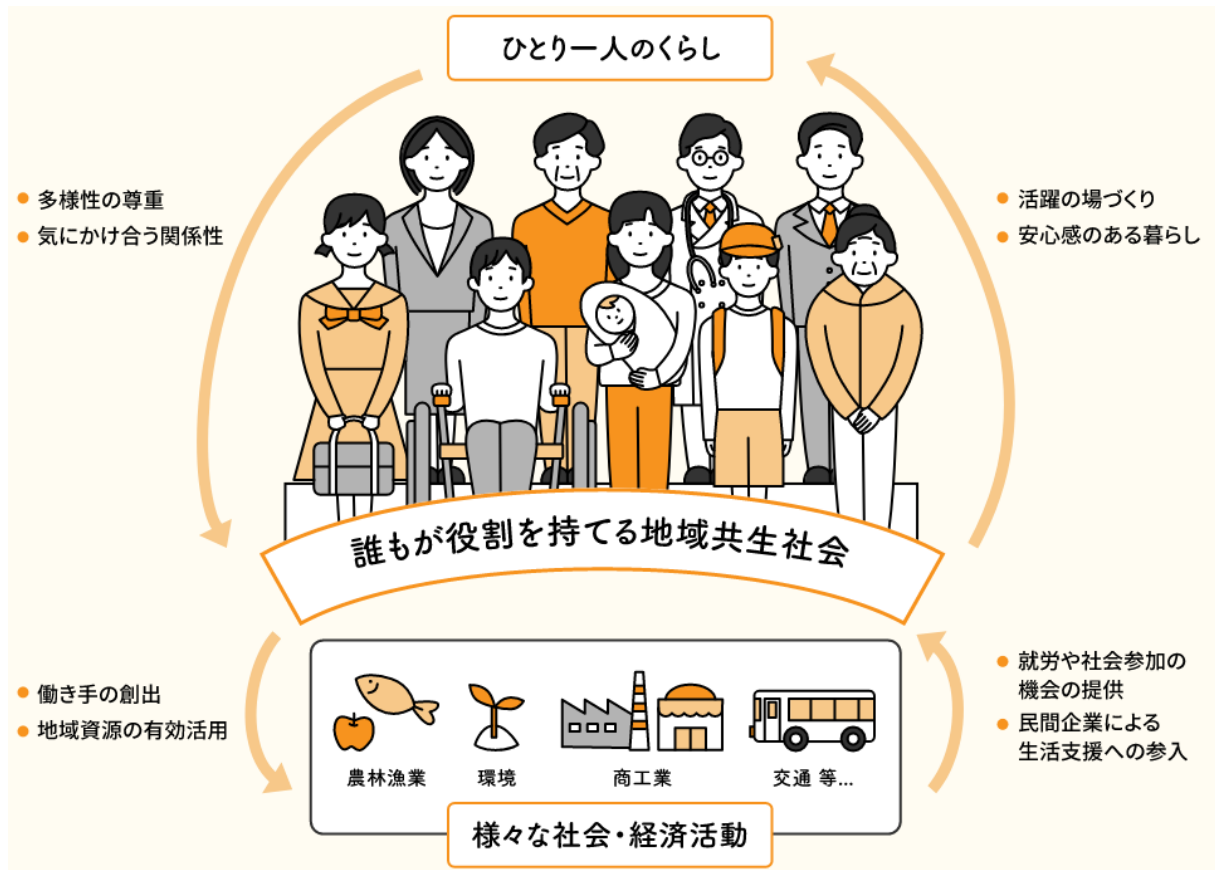 ひとり一人のくらし
多様性の尊重
気にかけ合う関係性
活躍の場づくり
安心感のある暮らし
誰もが役割を持てる地域共生社会
働き手の創出
地域資源の有効活用
就労や社会参加の
機会の提供
民間企業による
生活支援への参入
農林漁業
環境
商工業
交通 等...
様々な社会・経済活動